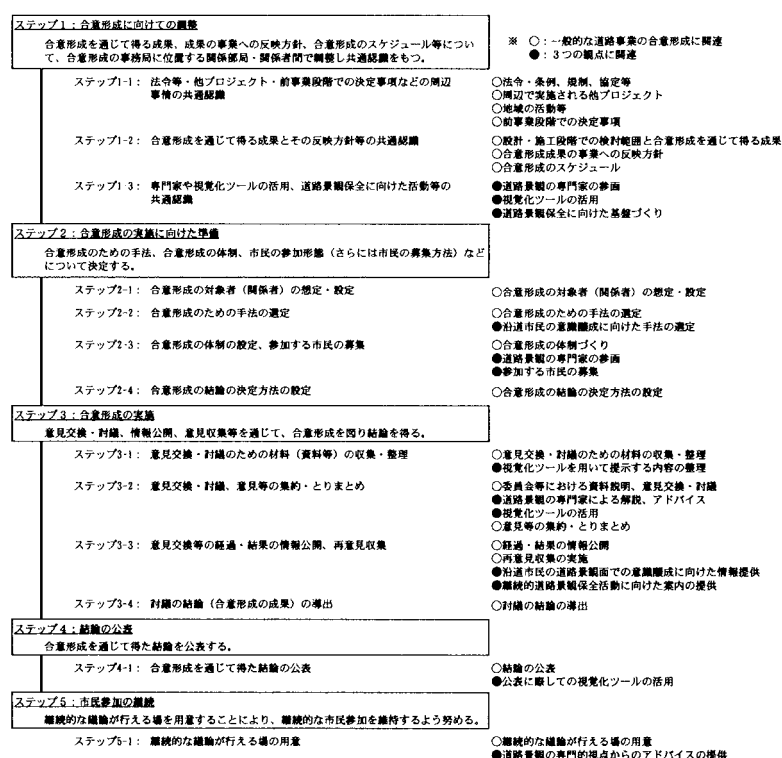 ステップ1：合意形成に向けての調整
合意形成を通じて得る成果、成果の事業への反映方針、合意形成のスケジュール等につい
て、合意形成の事務局に位置する関係部局・関係者間で調整し共通認識をもつ。
※ ○：一般的な道路事業の合意形成に関連
●：3つの観点に関連
ステップ1-1： 法令等・他プロジェクト・前事業段階での決定事項などの周辺
事情の共通認識
○法令・条例、規制、協定等
○周辺で実施される他プロジェクト
○地域の活動等
○前事業段階での決定事項
ステップ1-2： 合意形成を通じて得る成果とその反映方針等の共通認識
○設計・施工段階での検討範囲と合意形成を通じて得る成果
○合意形成成果の事業への反映方針
○合意形成のスケジュール
ステップ1-3： 専門家や視覚化ツールの活用、道路景観保全に向けた活動等の
共通認識
●道路景観の専門家の参画
●視覚化ツールの活用
●道路景観保全に向けた基盤づくり
ステップ2：合意形成の実施に向けた準備
合意形成のための手法、合意形成の体制、市民の参加形態（さらには市民の募集方法）など
について決定する。
ステップ2-1： 合意形成の対象者（関係者）の想定・設定
○合意形成の対象者（関係者）の想定・設定
ステップ2-2： 合意形成のための手法の選定
○合意形成のための手法の選定
●沿道市民の意識醸成に向けた手法の選定
ステップ2-3： 合意形成の体制の設定、参加する市民の募集
○合意形成の体制づくり
●道路景観の専門家の参画
●参加する市民の募集
ステップ2-4： 合意形成の結論の決定方法の設定
○合意形成の結論の決定方法の設定
ステップ3：合意形成の実施
意見交換・討議、情報公開、意見収集等を通じて、合意形成を図り結論を得る。
ステップ3-1： 意見交換・討議のための材料（資料等）の収集・整理
○意見交換・討議のための材料の収集・整理
●視覚化ツールを用いて提示する内容の整理
ステップ3-2： 意見交換・討議、意見等の集約・とりまとめ
○委員会等における資料説明、意見交換・討議
●道路景観の専門家による解説、アドバイス
●視覚化ツールの活用
○意見等の集約・とりまとめ
ステップ3-3： 意見交換等の経過・結果の情報公開、再意見収集
○経過・結果の情報公開
○再意見収集の実施
●沿道市民の道路景観面での意識醸成に向けた情報提供
●継続的道路景観保全活動に向けた案内の提供
ステップ3-4： 討議の結論（合意形成の成果）の導出
○討議の結論の導出
ステップ4：結論の公表
合意形成を通じて得た結論を公表する。
ステップ4-1： 合意形成を通じて得た結論の公表
○結論の公表
●公表に際しての視覚化ツールの活用
ステップ5：市民参加の継続
継続的な議論が行える場を用意することにより、継続的な市民参加を維持するよう努める。
ステップ5-1： 継続的な議論が行える場の用意
○継続的な議論が行える場の用意
●道路景観の専門的視点からのアドバイスの提供